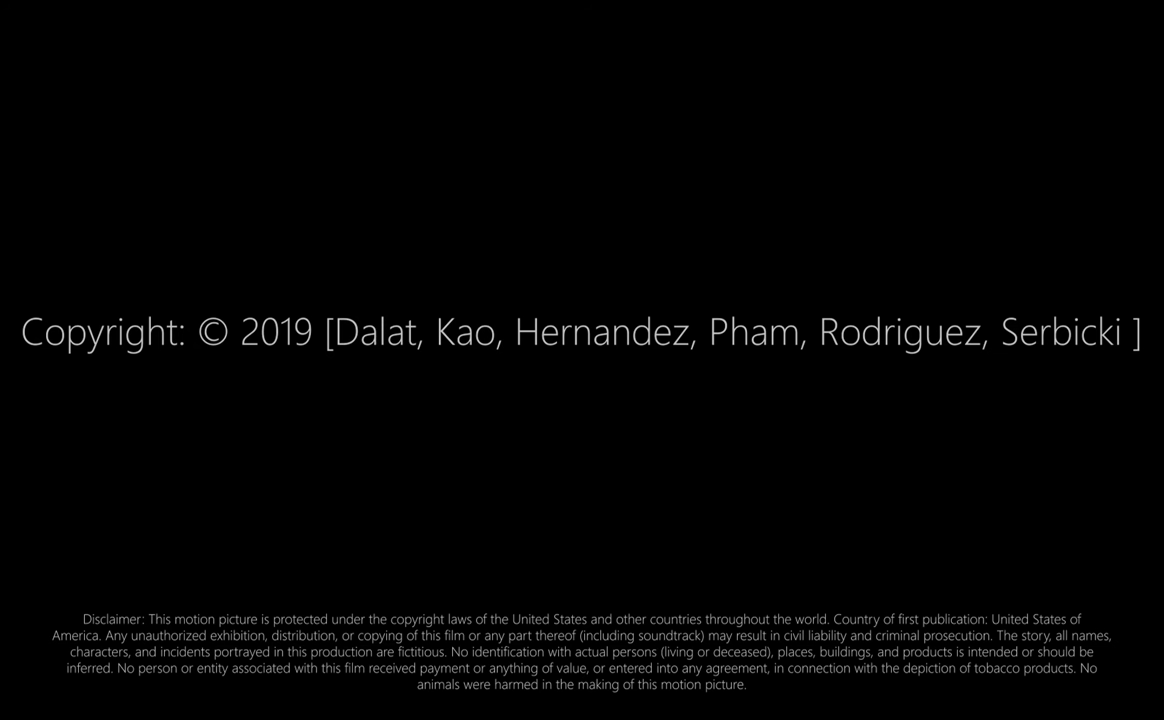 Copyright: © 2019 [Dalat, Kao, Hernandez, Pham, Rodriguez, Serbicki ]
Disclaimer: This motion picture is protected under the copyright laws of the United States and other countries throughout the world. Country of first publication: United States of
America. Any unauthorized exhibition, distribution, or copying of this film or any part thereof (including soundtrack) may result in civil liability and criminal prosecution. The story, all names,
characters, and incidents portrayed in this production are fictitious. No identification with actual persons (living or deceased), places, buildings, and products is intended or should be
inferred. No person or entity associated with this film received payment or anything of value, or entered into any agreement, in connection with the depiction of tobacco products. No
animals were harmed in the making of this motion picture.